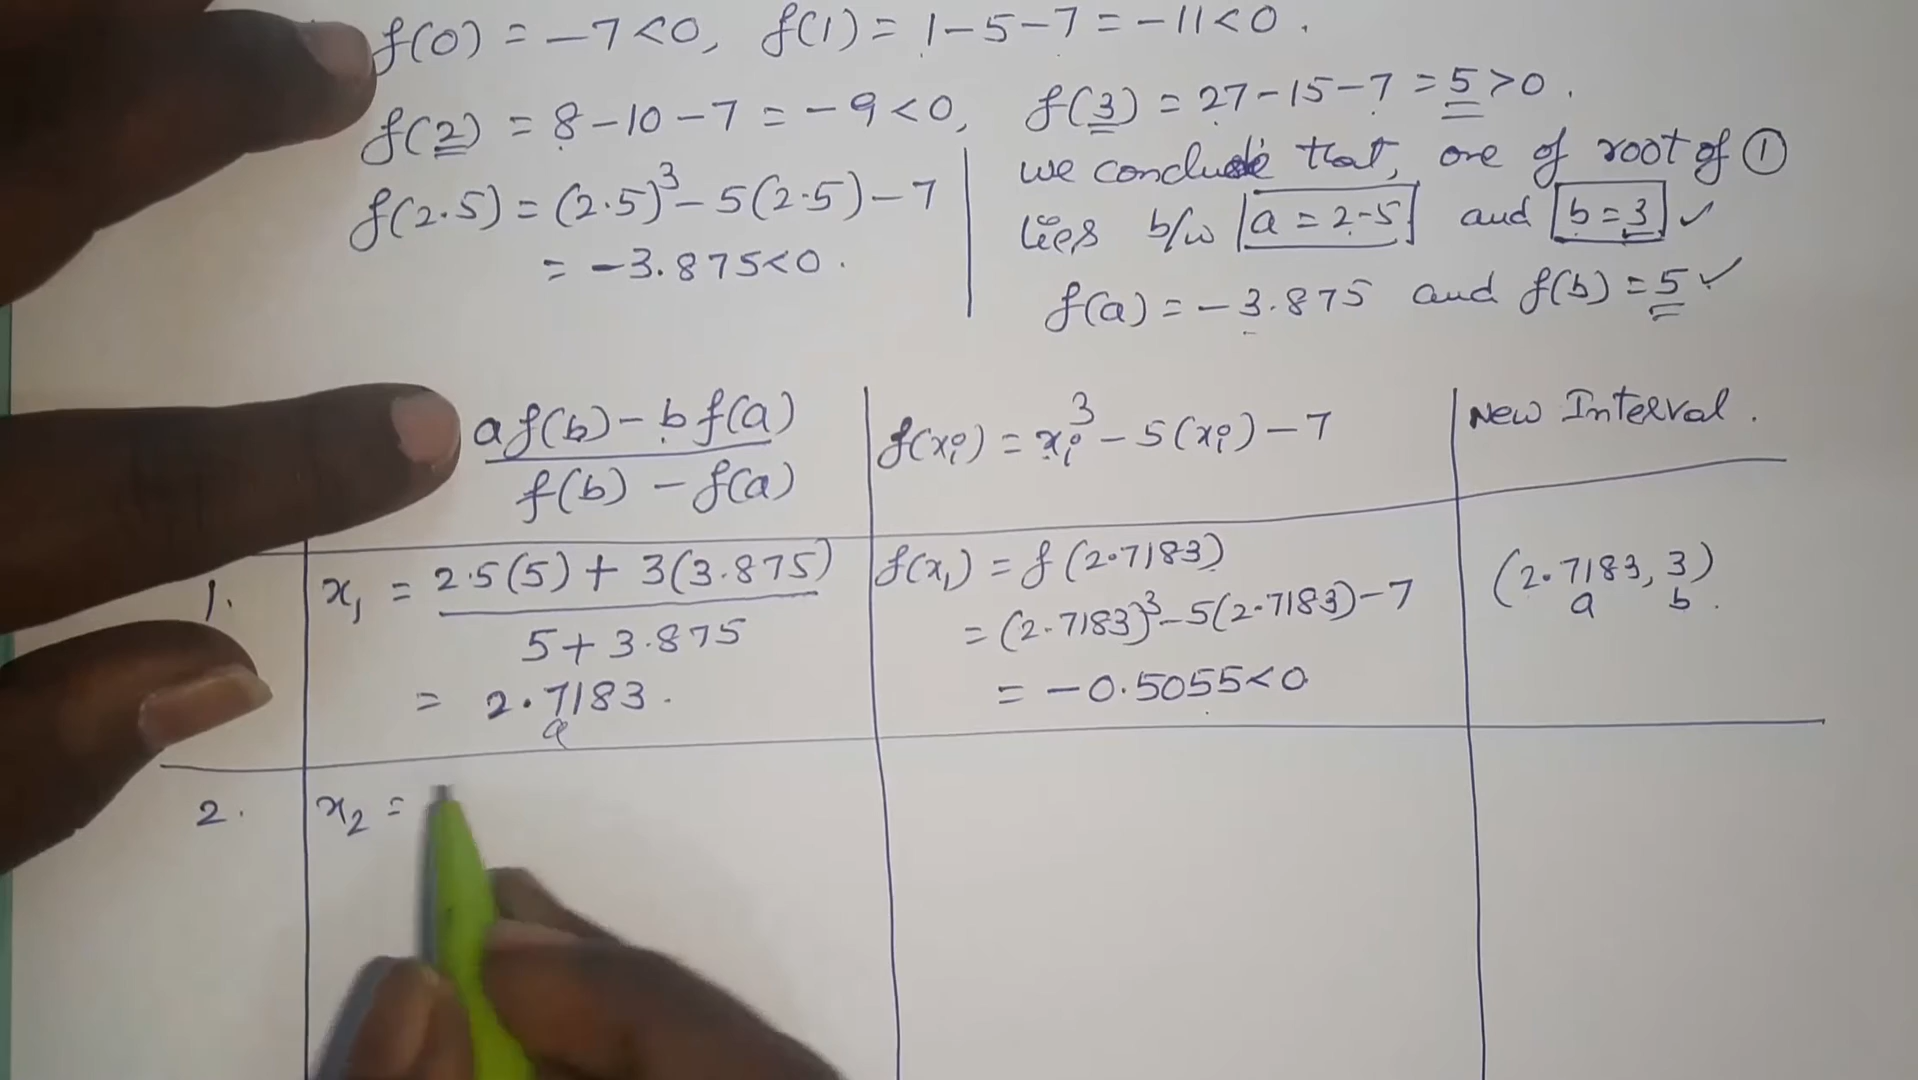 f(0) = -7<0, f(1) = 1-5-7 = -11<0.
f(2) = 8-10-7 = -9<0, f(3) = 27-15-7 = 5>0.
f(2.5) = (2.5)³-5(2.5)-7
= -3.875<0.
we conclude that, one of root of ①
lies b/w a = 2.5 and b = 3 ✓
f(a) = -3.875 and f(b) = 5 ✓
af(b)-bf(a)
f(b) - f(a)
f(xᵢ) = xᵢ³-5(xᵢ)-7
New Interval.
1.
x₁ = 2.5(5)+3(3.875)
5+3.875
= 2.7183.
a
f(x₁) = f(2.7183)
= (2.7183)³-5(2.7183)-7
= -0.5055<0
(2.7183, 3)
a b.
2.
x₂ =